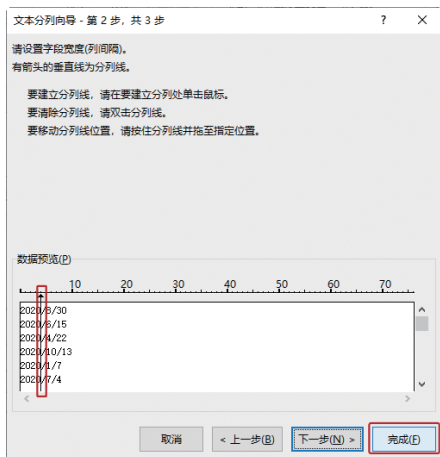 文本分列向导 - 第 2 步，共 3 步 ? ×
请设置字段宽度(列间隔)。
有箭头的垂直线为分列线。
要建立分列线，请在要建立分列处单击鼠标。
要清除分列线，请双击分列线。
要移动分列线位置，请按住分列线并拖至指定位置。
数据预览(P)
10 20 30 40 50 60 70
2020/8/30
2020/6/15
2020/4/22
2020/10/13
2020/1/7
2020/7/4
取消 < 上一步(B) 下一步(N) > 完成(F)